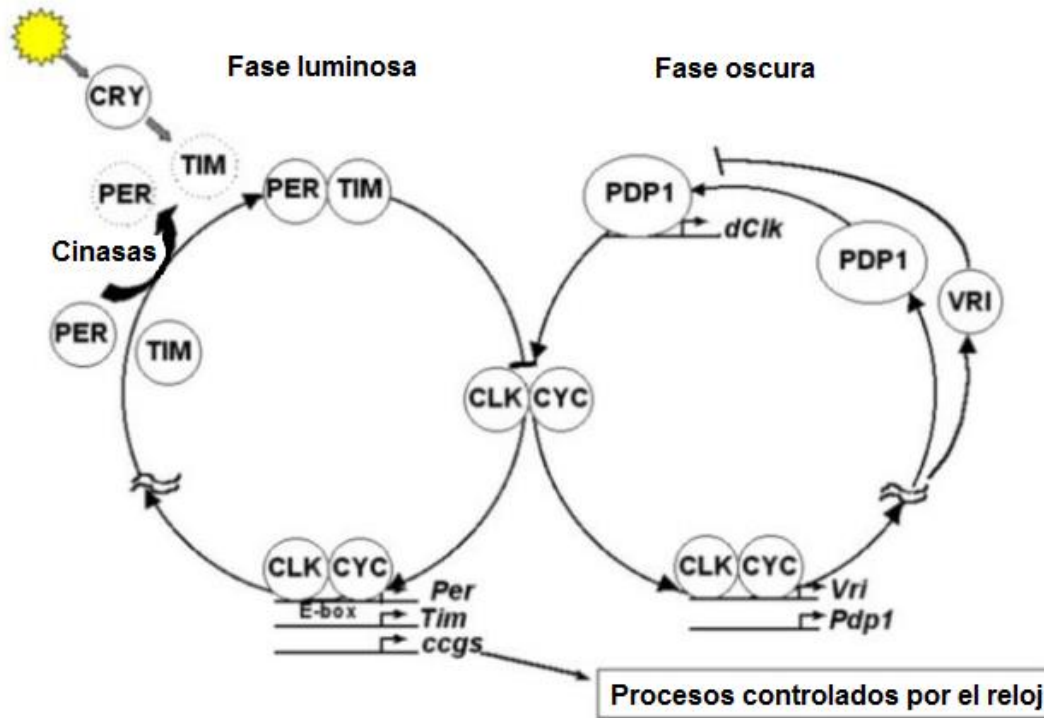 Fase luminosa
Fase oscura
CRY
TIM
PER
PER TIM
Cinasas
PER
TIM
PDP1
dClk
PDP1
VRI
CLK CYC
CLK CYC
E-box
Per
Tim
ccgs
CLK CYC
Vri
Pdp1
Procesos controlados por el reloj